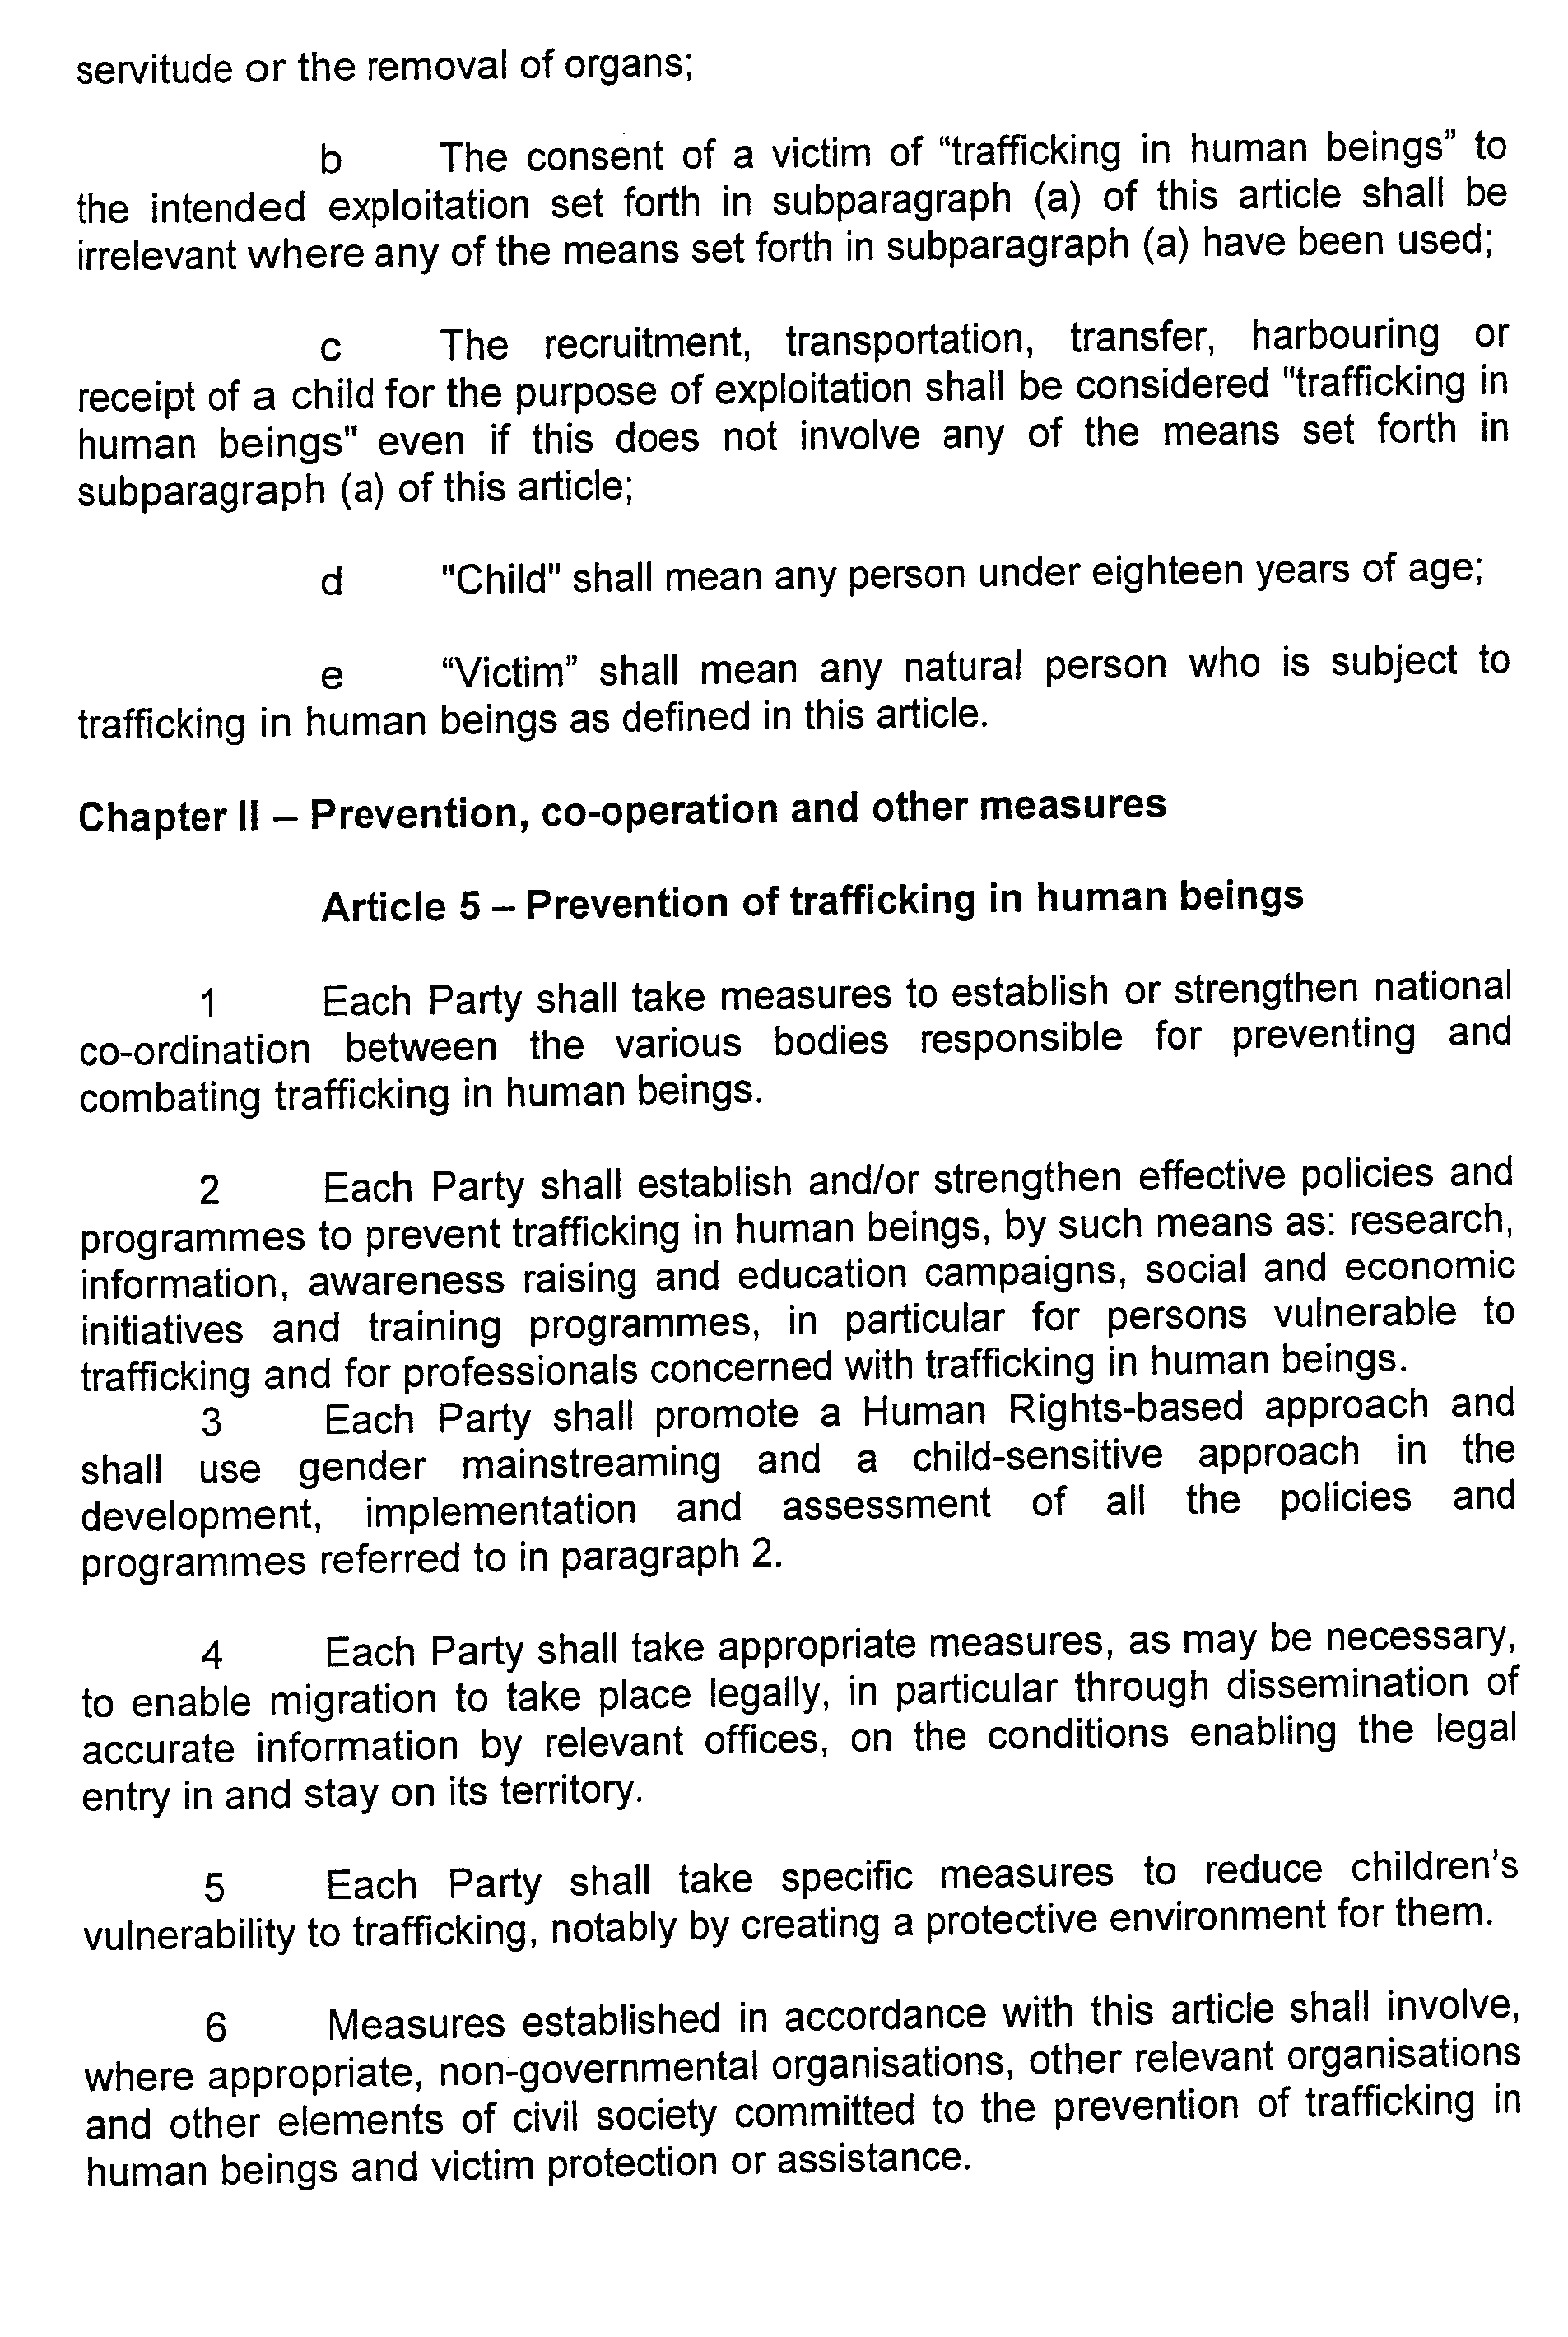 servitude or the removal of organs;
b The consent of a victim of “trafficking in human beings” to
the intended exploitation set forth in subparagraph (a) of this article shall be
irrelevant where any of the means set forth in subparagraph (a) have been used;
c The recruitment, transportation, transfer, harbouring or
receipt of a child for the purpose of exploitation shall be considered "trafficking in
human beings" even if this does not involve any of the means set forth in
subparagraph (a) of this article;
d "Child" shall mean any person under eighteen years of age;
e “Victim” shall mean any natural person who is subject to
trafficking in human beings as defined in this article.
Chapter II – Prevention, co-operation and other measures
Article 5 – Prevention of trafficking in human beings
1 Each Party shall take measures to establish or strengthen national
co-ordination between the various bodies responsible for preventing and
combating trafficking in human beings.
2 Each Party shall establish and/or strengthen effective policies and
programmes to prevent trafficking in human beings, by such means as: research,
information, awareness raising and education campaigns, social and economic
initiatives and training programmes, in particular for persons vulnerable to
trafficking and for professionals concerned with trafficking in human beings.
3 Each Party shall promote a Human Rights-based approach and
shall use gender mainstreaming and a child-sensitive approach in the
development, implementation and assessment of all the policies and
programmes referred to in paragraph 2.
4 Each Party shall take appropriate measures, as may be necessary,
to enable migration to take place legally, in particular through dissemination of
accurate information by relevant offices, on the conditions enabling the legal
entry in and stay on its territory.
5 Each Party shall take specific measures to reduce children’s
vulnerability to trafficking, notably by creating a protective environment for them.
6 Measures established in accordance with this article shall involve,
where appropriate, non-governmental organisations, other relevant organisations
and other elements of civil society committed to the prevention of trafficking in
human beings and victim protection or assistance.